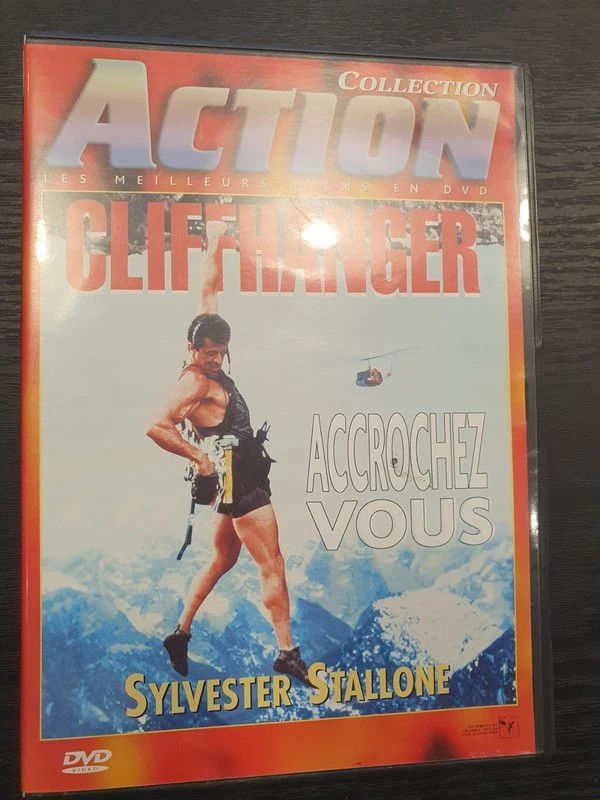 COLLECTION
ACTION
LES MEILLEURS FILMS EN DVD
CLIFFHANGER
ACCROCHEZ
VOUS
SYLVESTER STALLONE
DVD
VIDEO